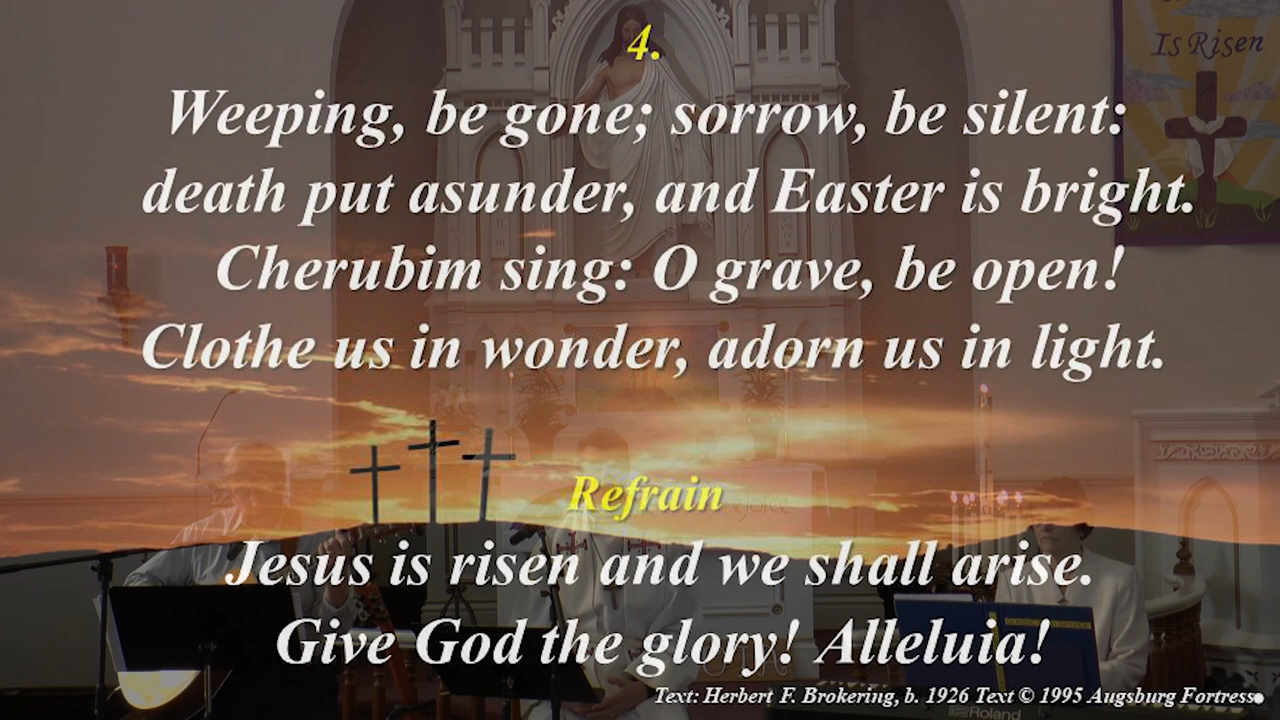 Is Risen
4.
Weeping, be gone; sorrow, be silent:
death put asunder, and Easter is bright.
Cherubim sing: O grave, be open!
Clothe us in wonder, adorn us in light.
Refrain
rejoice
Jesus is risen and we shall arise.
Give God the glory! Alleluia!
Text: Herbert F. Brokering, b. 1926 Text © 1995 Augsburg Fortress
Roland